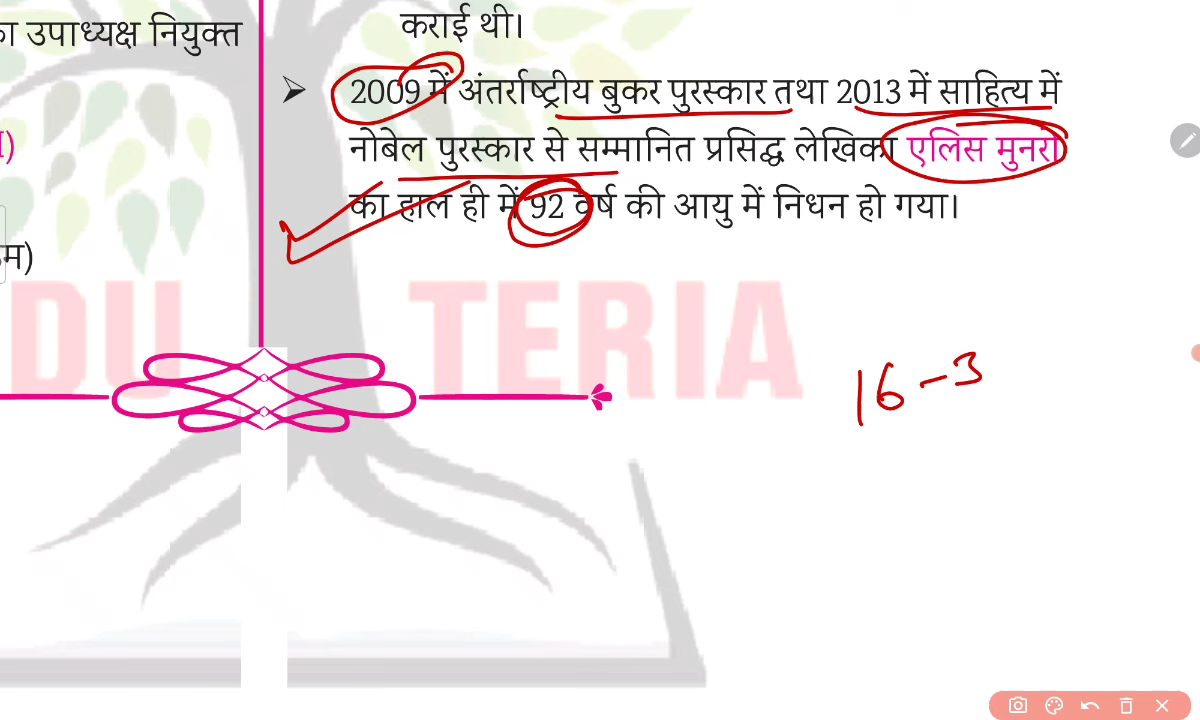 कराई थी।
का उपाध्यक्ष नियुक्त
➤ 2009 में अंतर्राष्ट्रीय बुकर पुरस्कार तथा 2013 में साहित्य में
नोबेल पुरस्कार से सम्मानित प्रसिद्ध लेखिका एलिस मुनरो
का हाल ही में 92 वर्ष की आयु में निधन हो गया।
DU TERIA
16-3